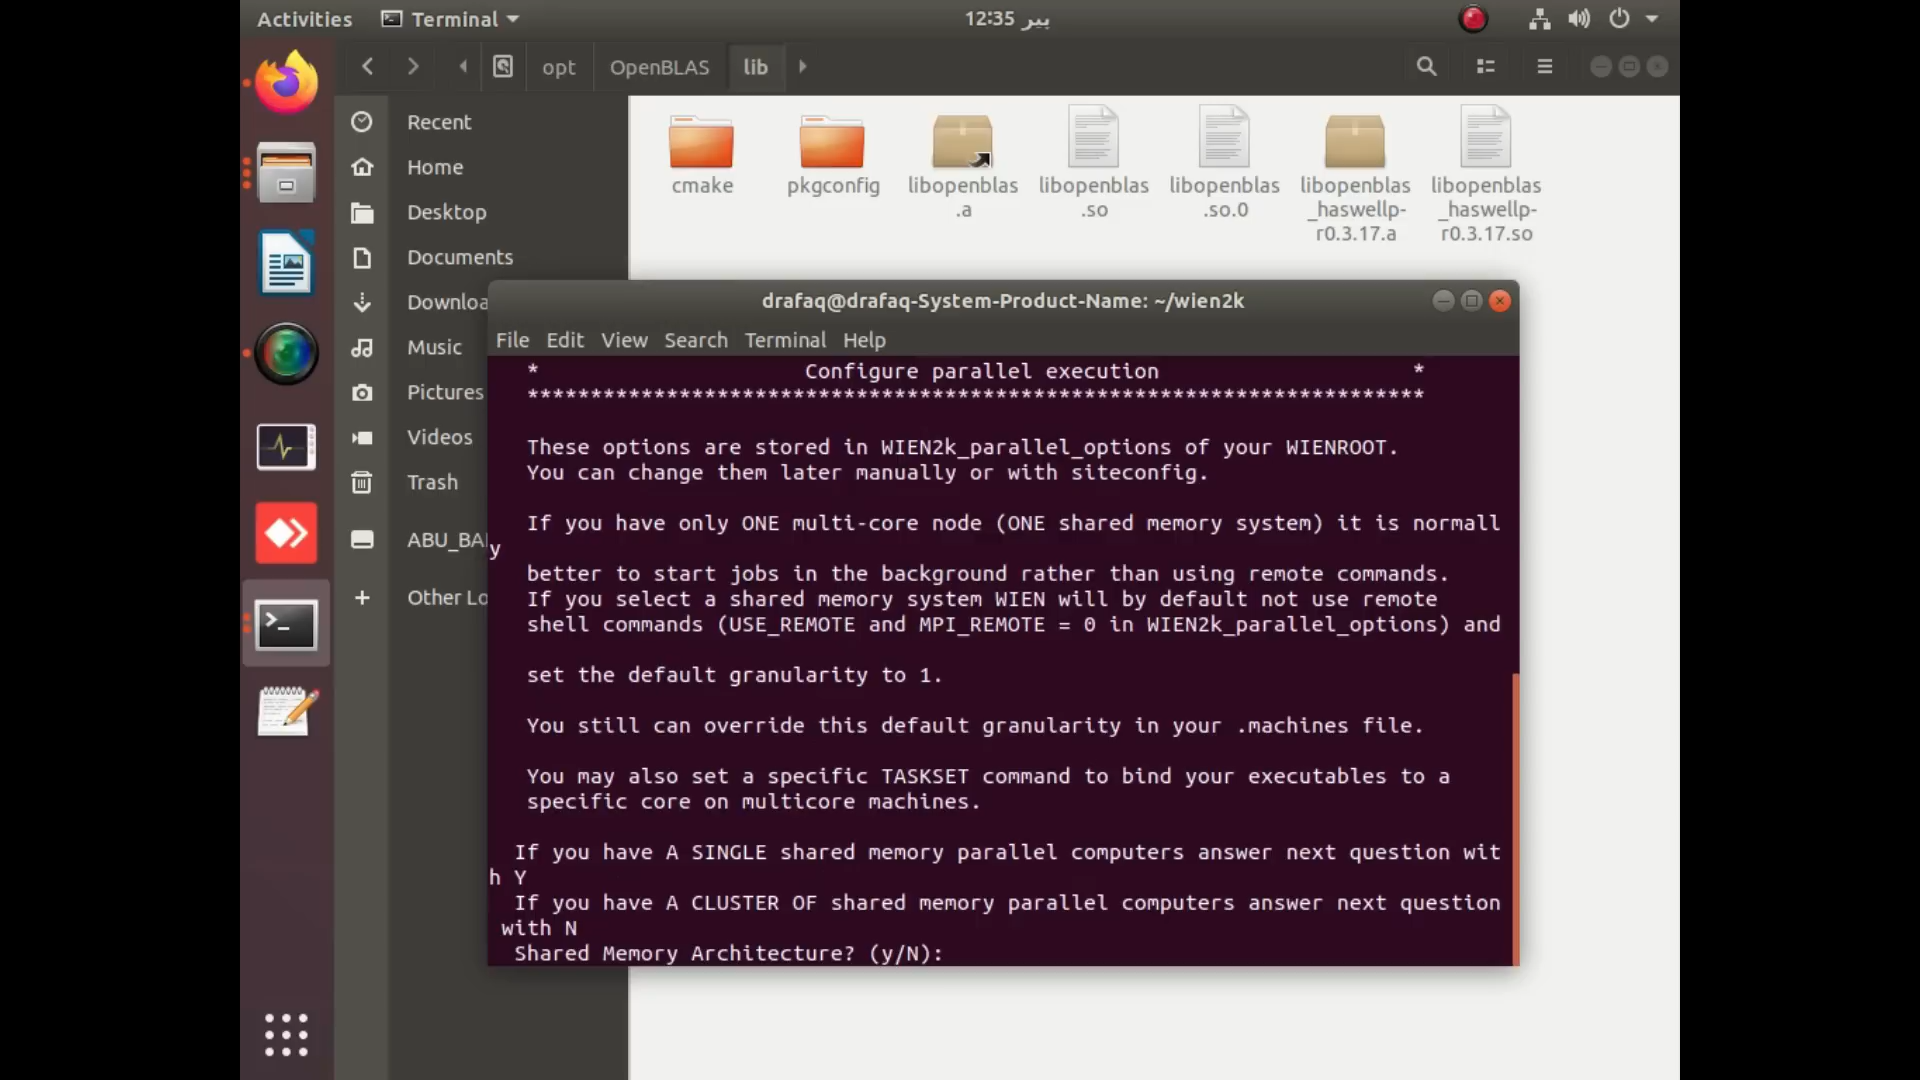 Activities
Terminal
بير 12:35
opt
OpenBLAS
lib
Recent
Home
Desktop
Documents
Downloa
Music
Pictures
Videos
Trash
ABU_BA
Other Lo
cmake
pkgconfig
libopenblas
.a
libopenblas
.so
libopenblas
.so.0
libopenblas
_haswellp-
r0.3.17.a
libopenblas
_haswellp-
r0.3.17.so
drafaq@drafaq-System-Product-Name: ~/wien2k
File Edit View Search Terminal Help
* Configure parallel execution *
***********************************************************************
These options are stored in WIEN2k_parallel_options of your WIENROOT.
You can change them later manually or with siteconfig.
If you have only ONE multi-core node (ONE shared memory system) it is normall
y
better to start jobs in the background rather than using remote commands.
If you select a shared memory system WIEN will by default not use remote
shell commands (USE_REMOTE and MPI_REMOTE = 0 in WIEN2k_parallel_options) and
set the default granularity to 1.
You still can override this default granularity in your .machines file.
You may also set a specific TASKSET command to bind your executables to a
specific core on multicore machines.
If you have A SINGLE shared memory parallel computers answer next question wit
h Y
If you have A CLUSTER OF shared memory parallel computers answer next question
with N
Shared Memory Architecture? (y/N):